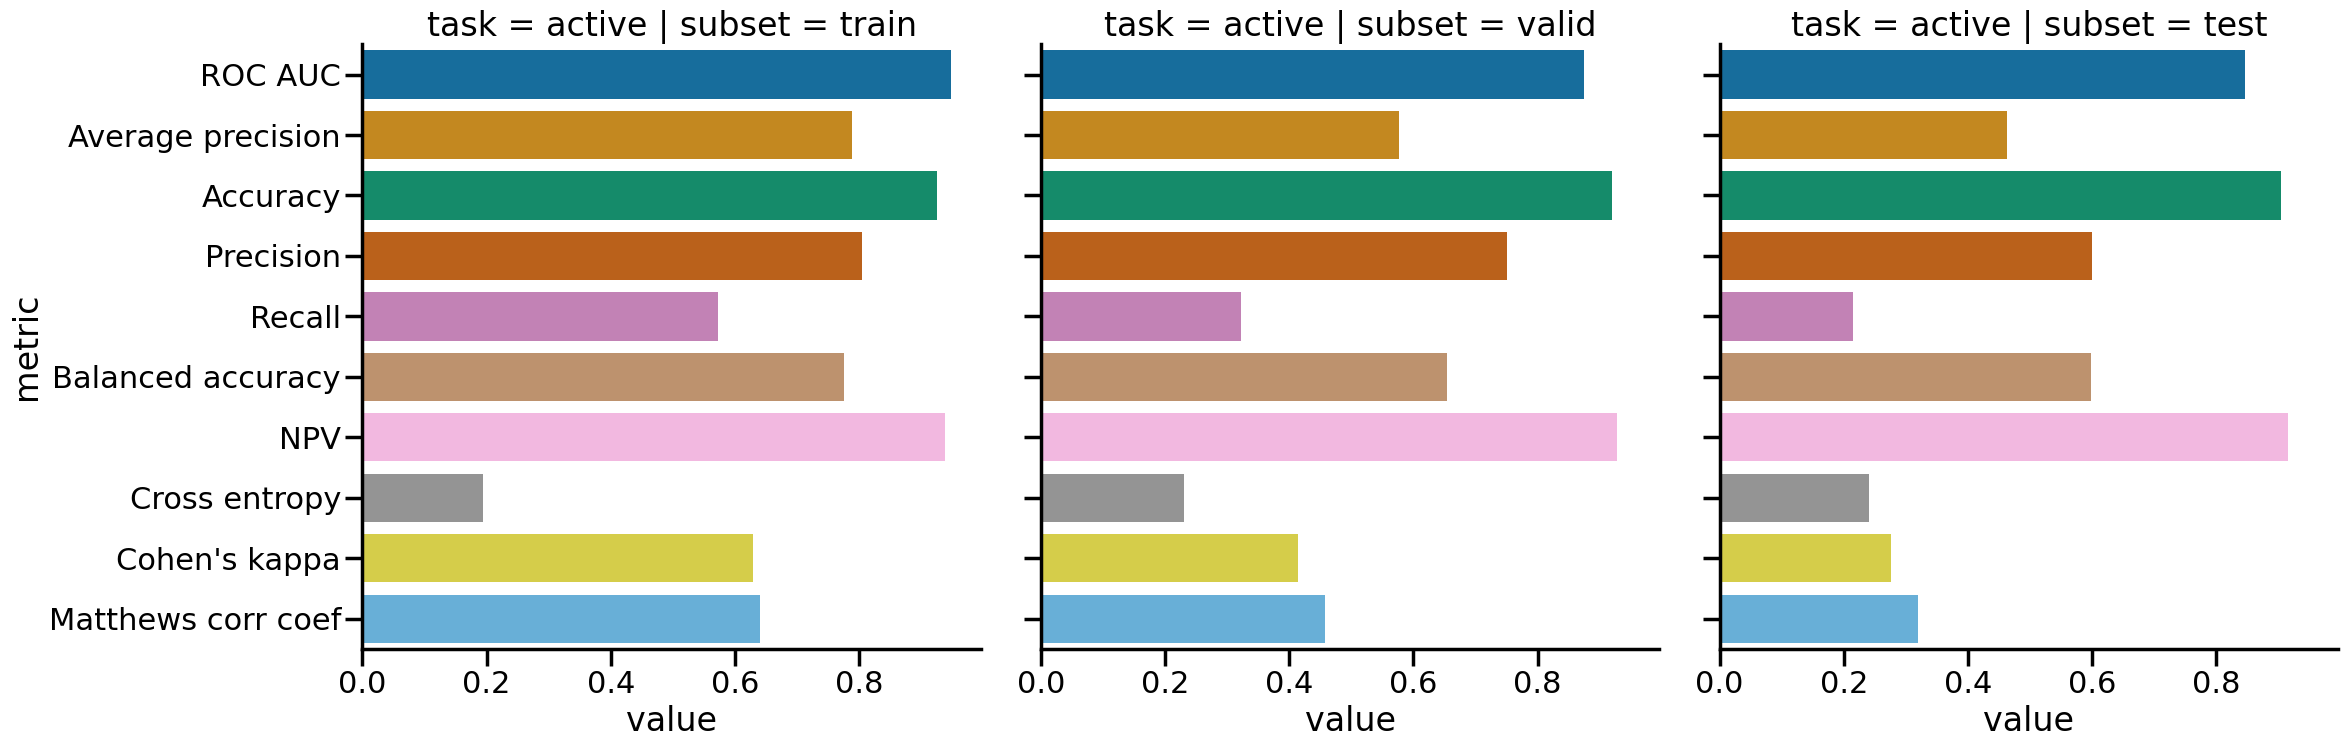 task = active | subset = train
task = active | subset = valid
task = active | subset = test
metric
ROC AUC
Average precision
Accuracy
Precision
Recall
Balanced accuracy
NPV
Cross entropy
Cohen's kappa
Matthews corr coef
0.0 0.2 0.4 0.6 0.8
value
0.0 0.2 0.4 0.6 0.8
value
0.0 0.2 0.4 0.6 0.8
value